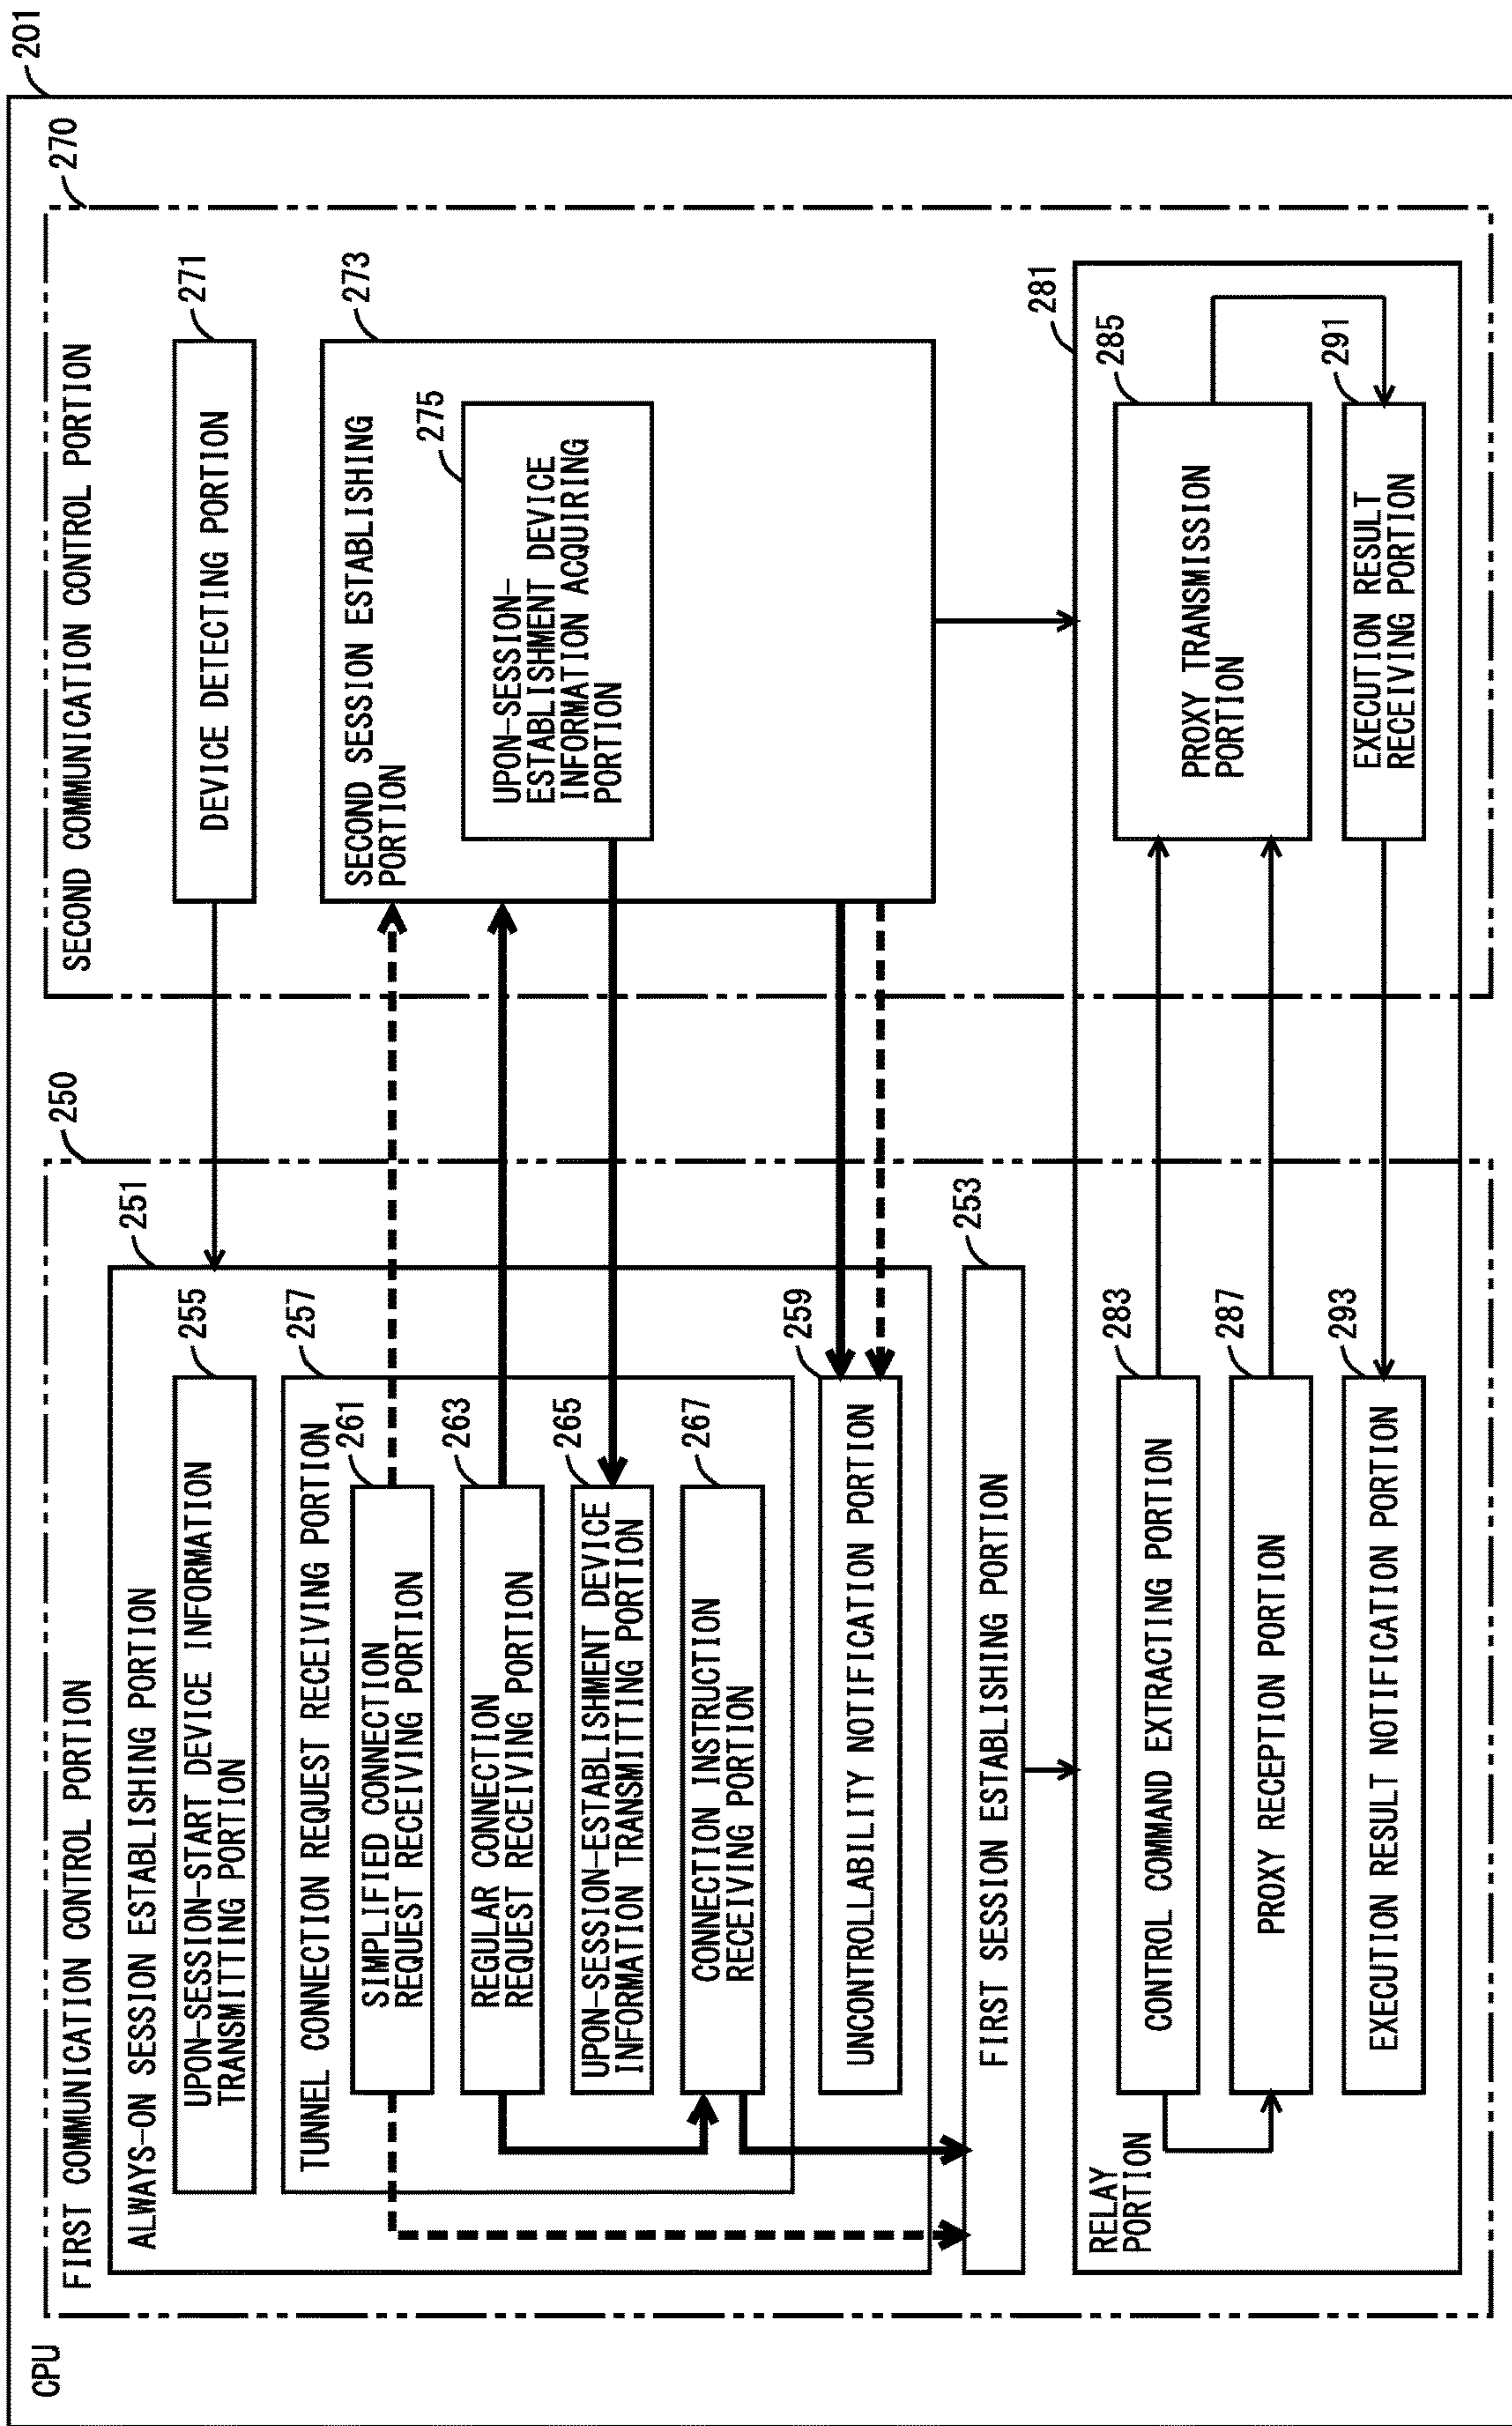 CPU
201
FIRST COMMUNICATION CONTROL PORTION
250
ALWAYS-ON SESSION ESTABLISHING PORTION
251
UPON-SESSION-START DEVICE INFORMATION
TRANSMITTING PORTION
255
TUNNEL CONNECTION REQUEST RECEIVING PORTION
257
SIMPLIFIED CONNECTION
REQUEST RECEIVING PORTION
261
REGULAR CONNECTION
REQUEST RECEIVING PORTION
263
UPON-SESSION-ESTABLISHMENT DEVICE
INFORMATION TRANSMITTING PORTION
265
CONNECTION INSTRUCTION
RECEIVING PORTION
267
UNCONTROLLABILITY NOTIFICATION PORTION
259
FIRST SESSION ESTABLISHING PORTION
253
SECOND COMMUNICATION CONTROL PORTION
270
DEVICE DETECTING PORTION
271
SECOND SESSION ESTABLISHING
PORTION
273
UPON-SESSION-
ESTABLISHMENT DEVICE
INFORMATION ACQUIRING
PORTION
275
RELAY
PORTION
281
CONTROL COMMAND EXTRACTING PORTION
283
PROXY RECEPTION PORTION
287
EXECUTION RESULT NOTIFICATION PORTION
293
PROXY TRANSMISSION
PORTION
285
EXECUTION RESULT
RECEIVING PORTION
291